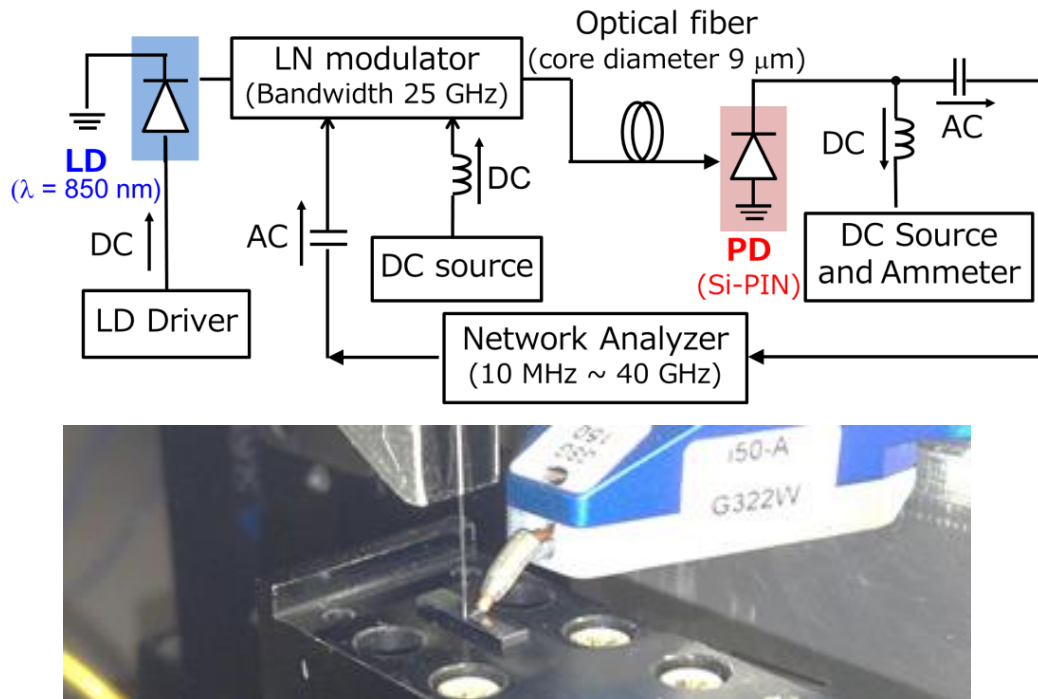 Optical fiber
(core diameter 9 μm)
LN modulator
(Bandwidth 25 GHz)
LD
(λ = 850 nm)
DC
LD Driver
AC
DC
DC source
PD
(Si-PIN)
DC
AC
DC Source
and Ammeter
Network Analyzer
(10 MHz ~ 40 GHz)
150-A
G322W